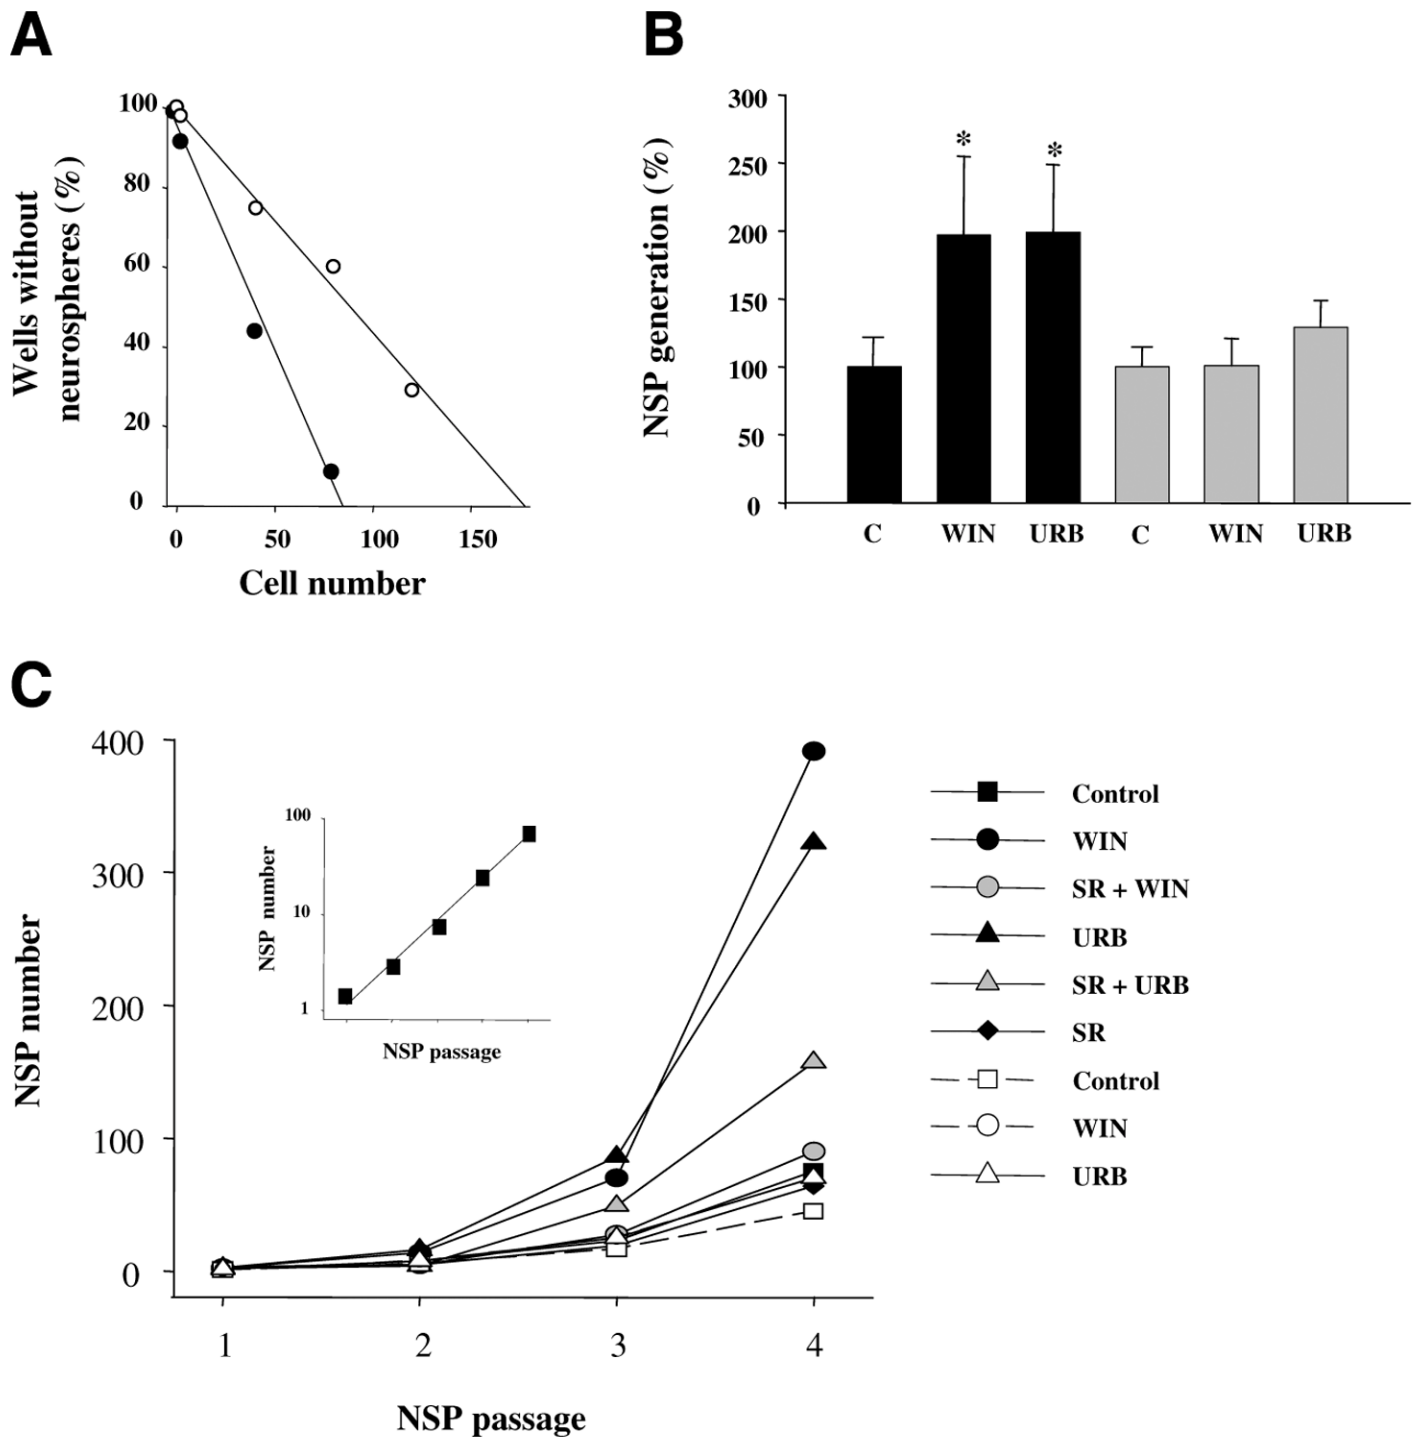 A
Wells without
neurospheres (%)
100
80
60
40
20
0
0 50 100 150
Cell number
B
NSP generation (%)
300
250
200
150
100
50
0
* *
C WIN URB C WIN URB
C
NSP number
400
300
200
100
0
1 2 3 4
NSP passage
NSP number
100
10
1
NSP passage
Control
WIN
SR + WIN
URB
SR + URB
SR
Control
WIN
URB